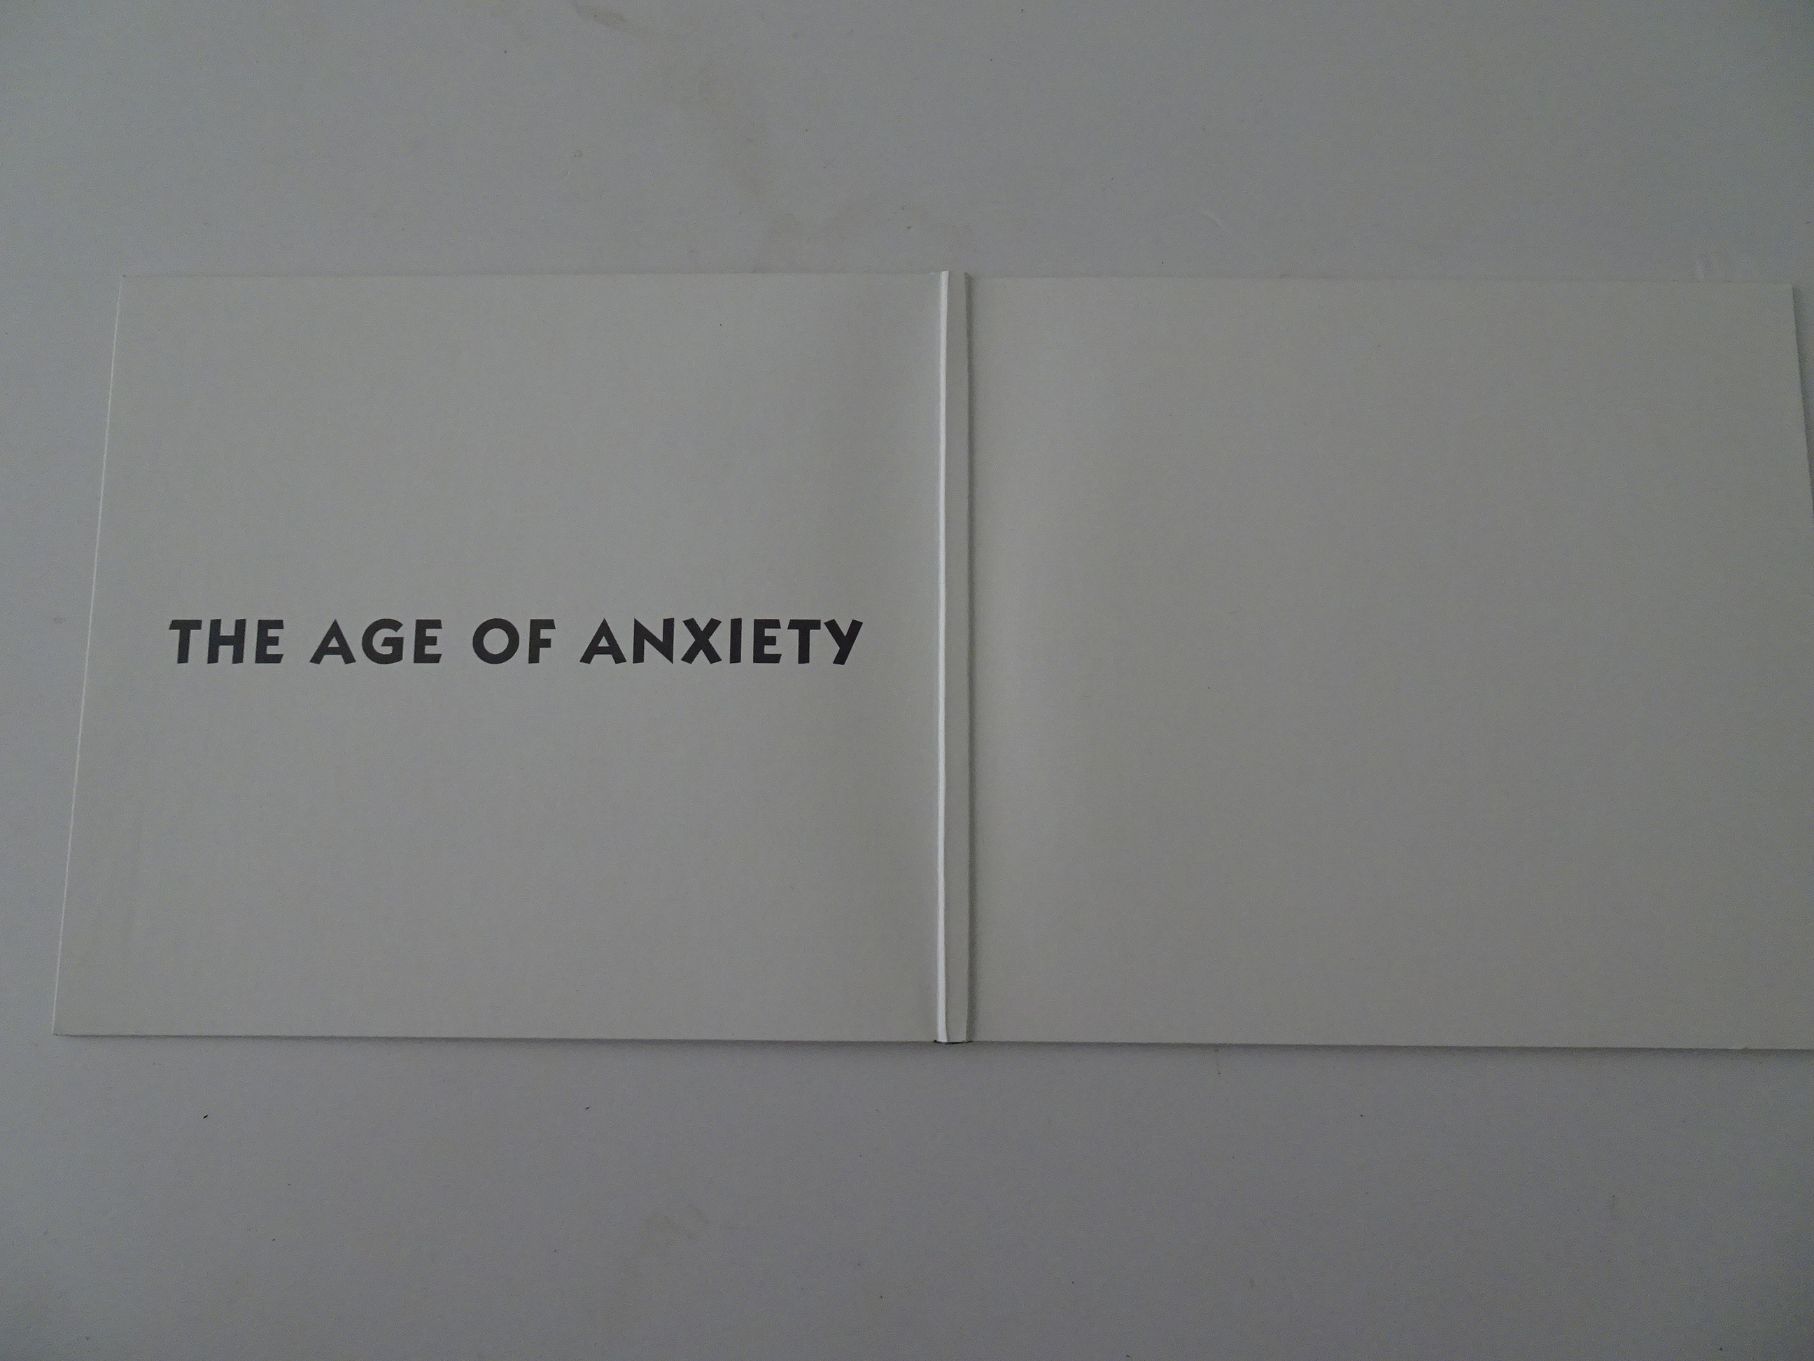 THE AGE OF ANXIETY